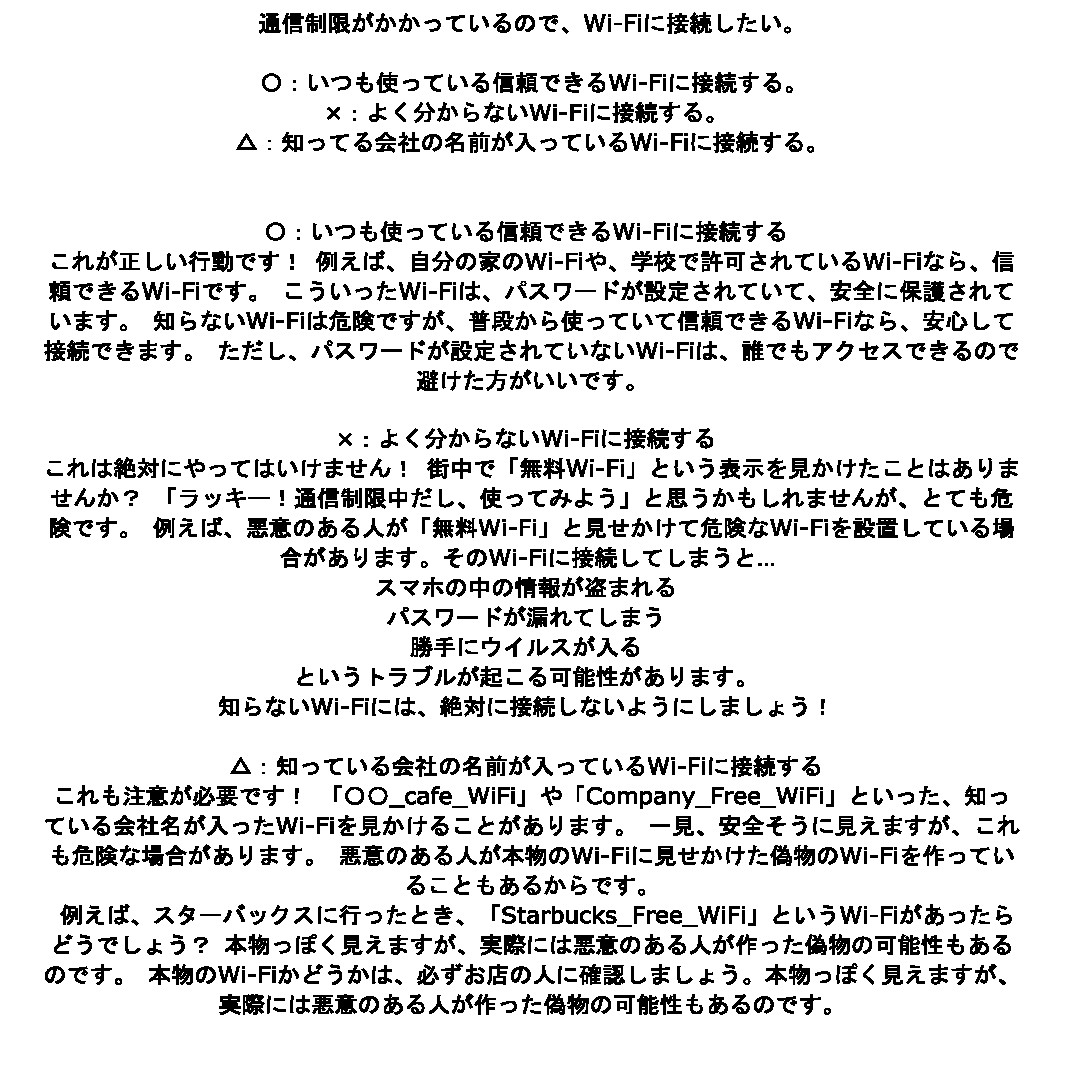 通信制限がかかっているので、Wi-Fiに接続したい。
〇：いつも使っている信頼できるWi-Fiに接続する。
×：よく分からないWi-Fiに接続する。
△：知ってる会社の名前が入っているWi-Fiに接続する。
〇：いつも使っている信頼できるWi-Fiに接続する
これが正しい行動です！ 例えば、自分の家のWi-Fiや、学校で許可されているWi-Fiなら、信
頼できるWi-Fiです。 こういったWi-Fiは、パスワードが設定されていて、安全に保護されて
います。 知らないWi-Fiは危険ですが、普段から使っていて信頼できるWi-Fiなら、安心して
接続できます。 ただし、パスワードが設定されていないWi-Fiは、誰でもアクセスできるので
避けた方がいいです。
×：よく分からないWi-Fiに接続する
これは絶対にやってはいけません！ 街中で「無料Wi-Fi」という表示を見かけたことはありま
せんか？ 「ラッキー！通信制限中だし、使ってみよう」と思うかもしれませんが、とても危
険です。 例えば、悪意のある人が「無料Wi-Fi」と見せかけて危険なWi-Fiを設置している場
合があります。そのWi-Fiに接続してしまうと...
スマホの中の情報が盗まれる
パスワードが漏れてしまう
勝手にウイルスが入る
というトラブルが起こる可能性があります。
知らないWi-Fiには、絶対に接続しないようにしましょう！
△：知っている会社の名前が入っているWi-Fiに接続する
これも注意が必要です！ 「〇〇_cafe_WiFi」や「Company_Free_WiFi」といった、知っ
ている会社名が入ったWi-Fiを見かけることがあります。 一見、安全そうに見えますが、これ
も危険な場合があります。 悪意のある人が本物のWi-Fiに見せかけた偽物のWi-Fiを作ってい
ることもあるからです。
例えば、スターバックスに行ったとき、「Starbucks_Free_WiFi」というWi-Fiがあったら
どうでしょう？ 本物っぽく見えますが、実際には悪意のある人が作った偽物の可能性もある
のです。 本物のWi-Fiかどうかは、必ずお店の人に確認しましょう。本物っぽく見えますが、
実際には悪意のある人が作った偽物の可能性もあるのです。